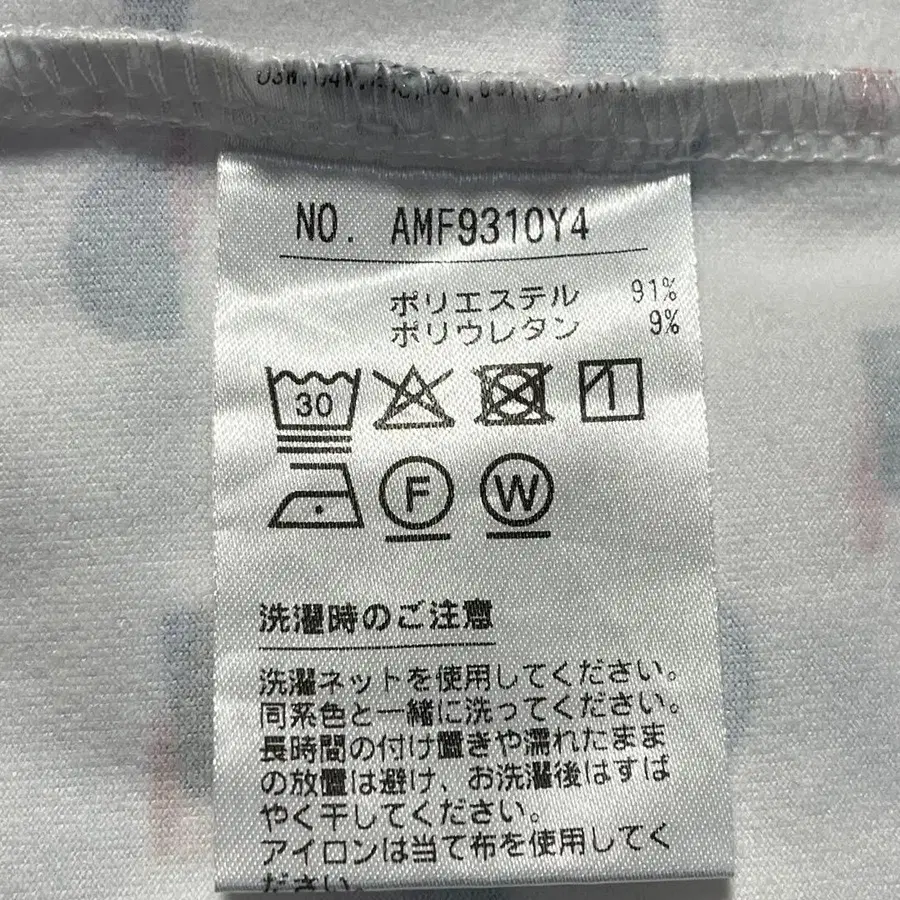 NO. AMF9310Y4
ポリエステル 91%
ポリウレタン 9%
30
F W
洗濯時のご注意
洗濯ネットを使用してください。
同系色と一緒に洗ってください。
長時間の付け置きや濡れたまま
の放置は避け、お洗濯後はすば
やく干してください。
アイロンは当て布を使用してく
ださい。